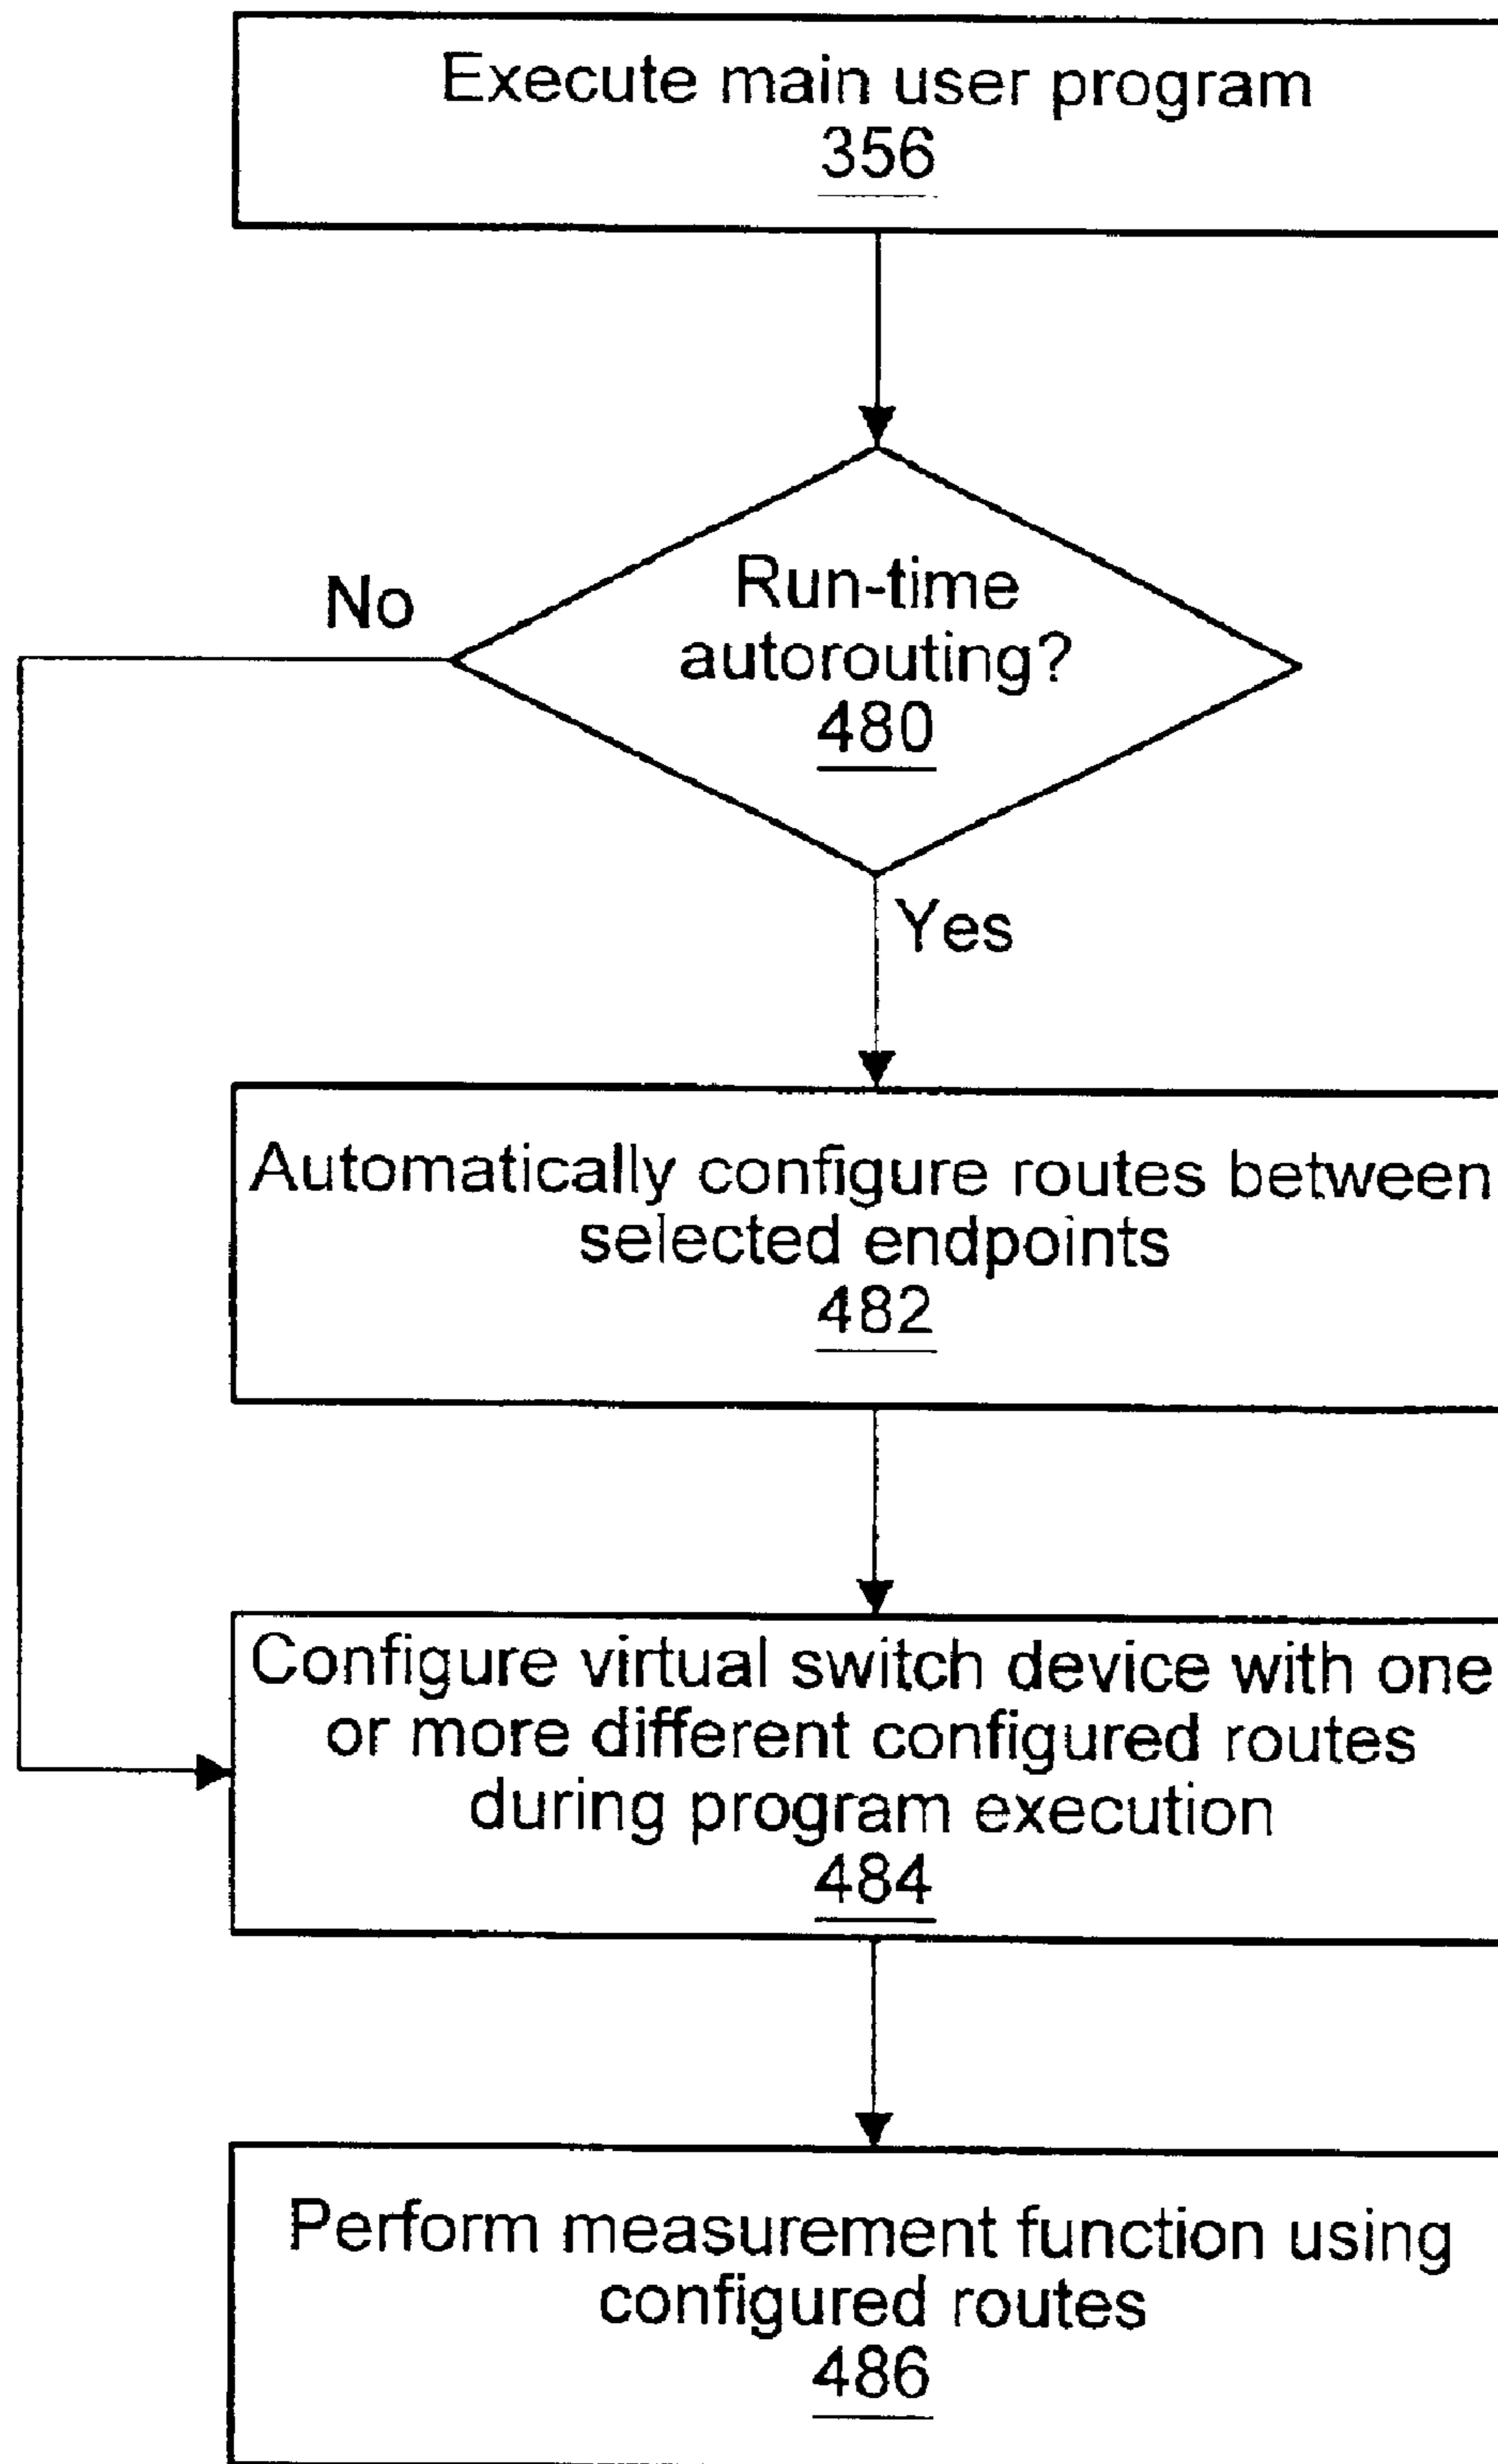 Execute main user program
356
Run-time
autorouting?
480
No
Yes
Automatically configure routes between
selected endpoints
482
Configure virtual switch device with one
or more different configured routes
during program execution
484
Perform measurement function using
configured routes
486